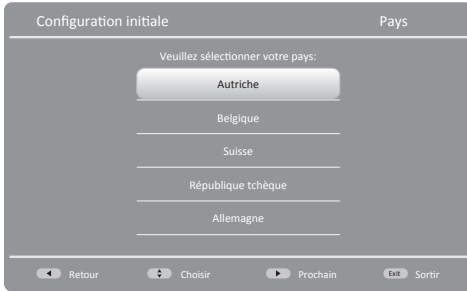 Configuration initiale Pays
Veuillez sélectionner votre pays:
Autriche
Belgique
Suisse
République tchèque
Allemagne
Retour Choisir Prochain Exit Sortir